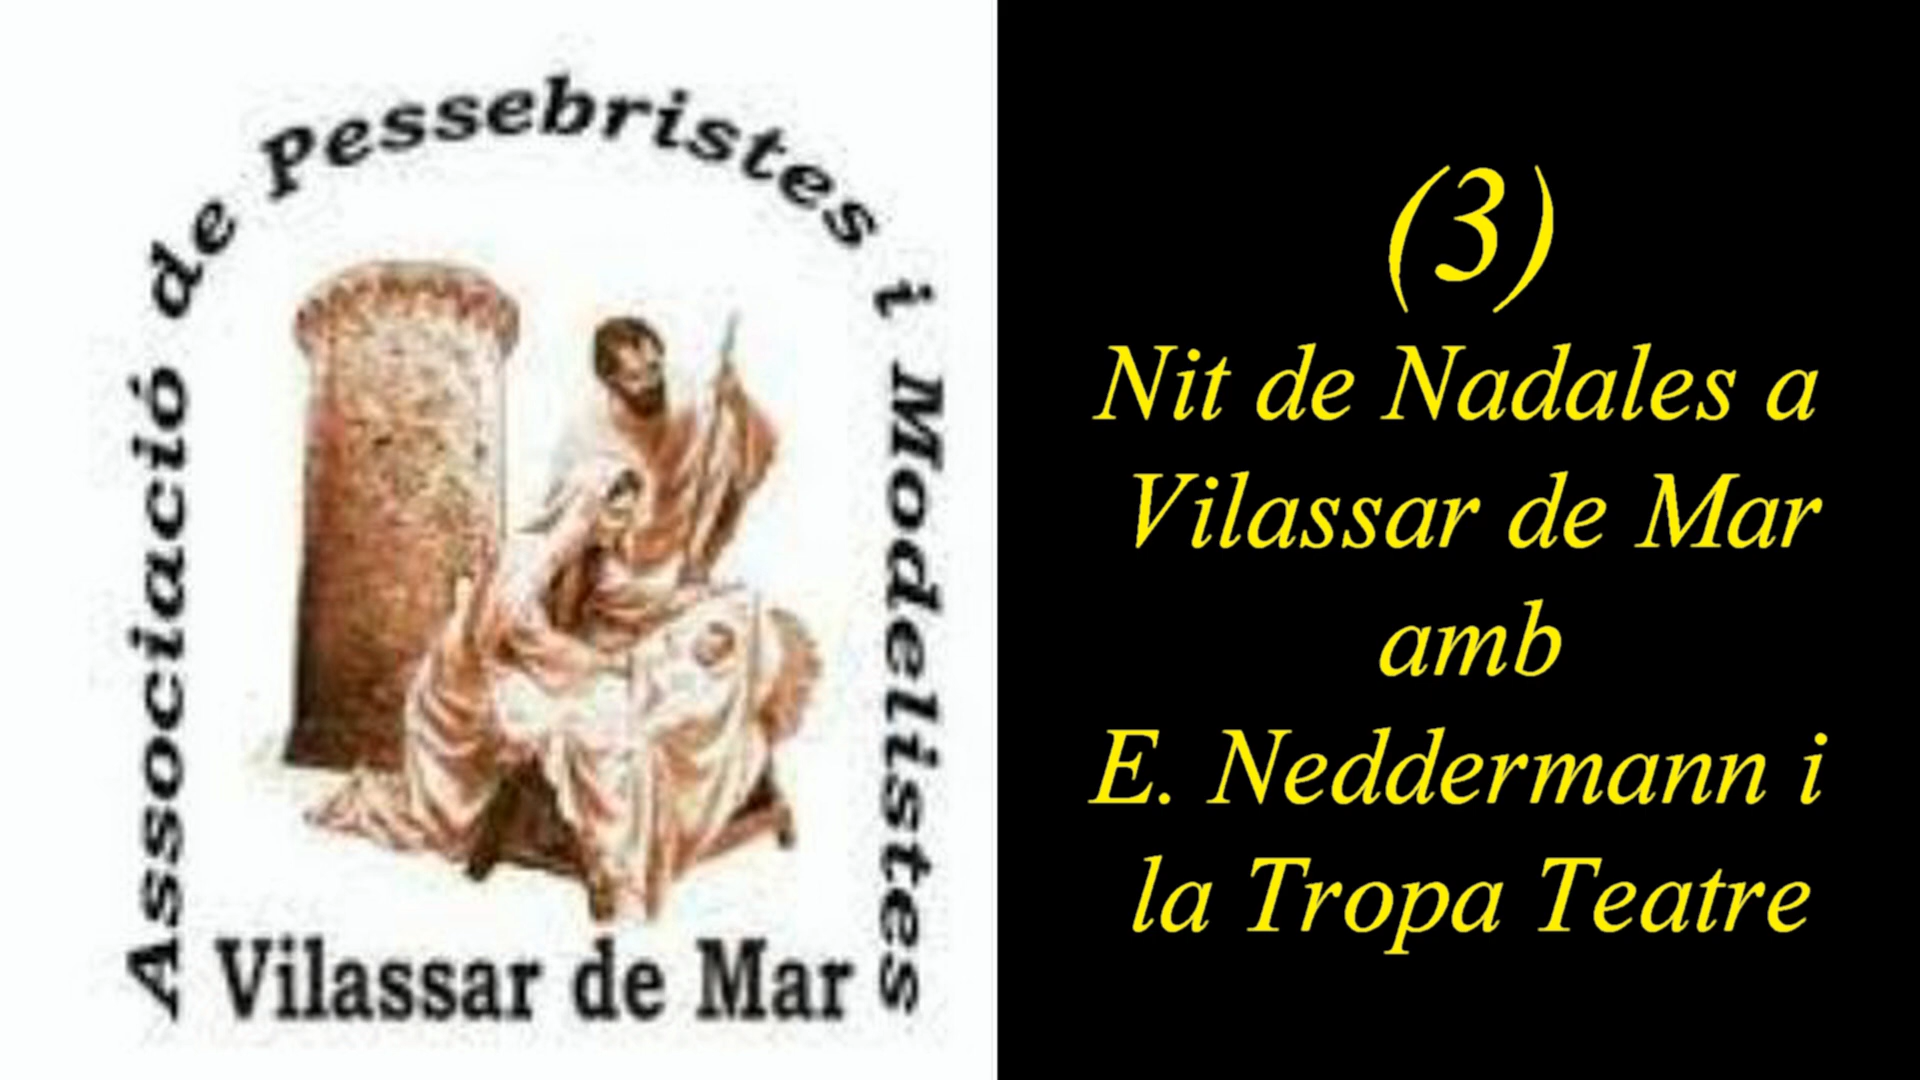 Associació de Pessebristes i Modelistes
Vilassar de Mar
(3)
Nit de Nadales a
Vilassar de Mar
amb
E. Neddermann i
la Tropa Teatre